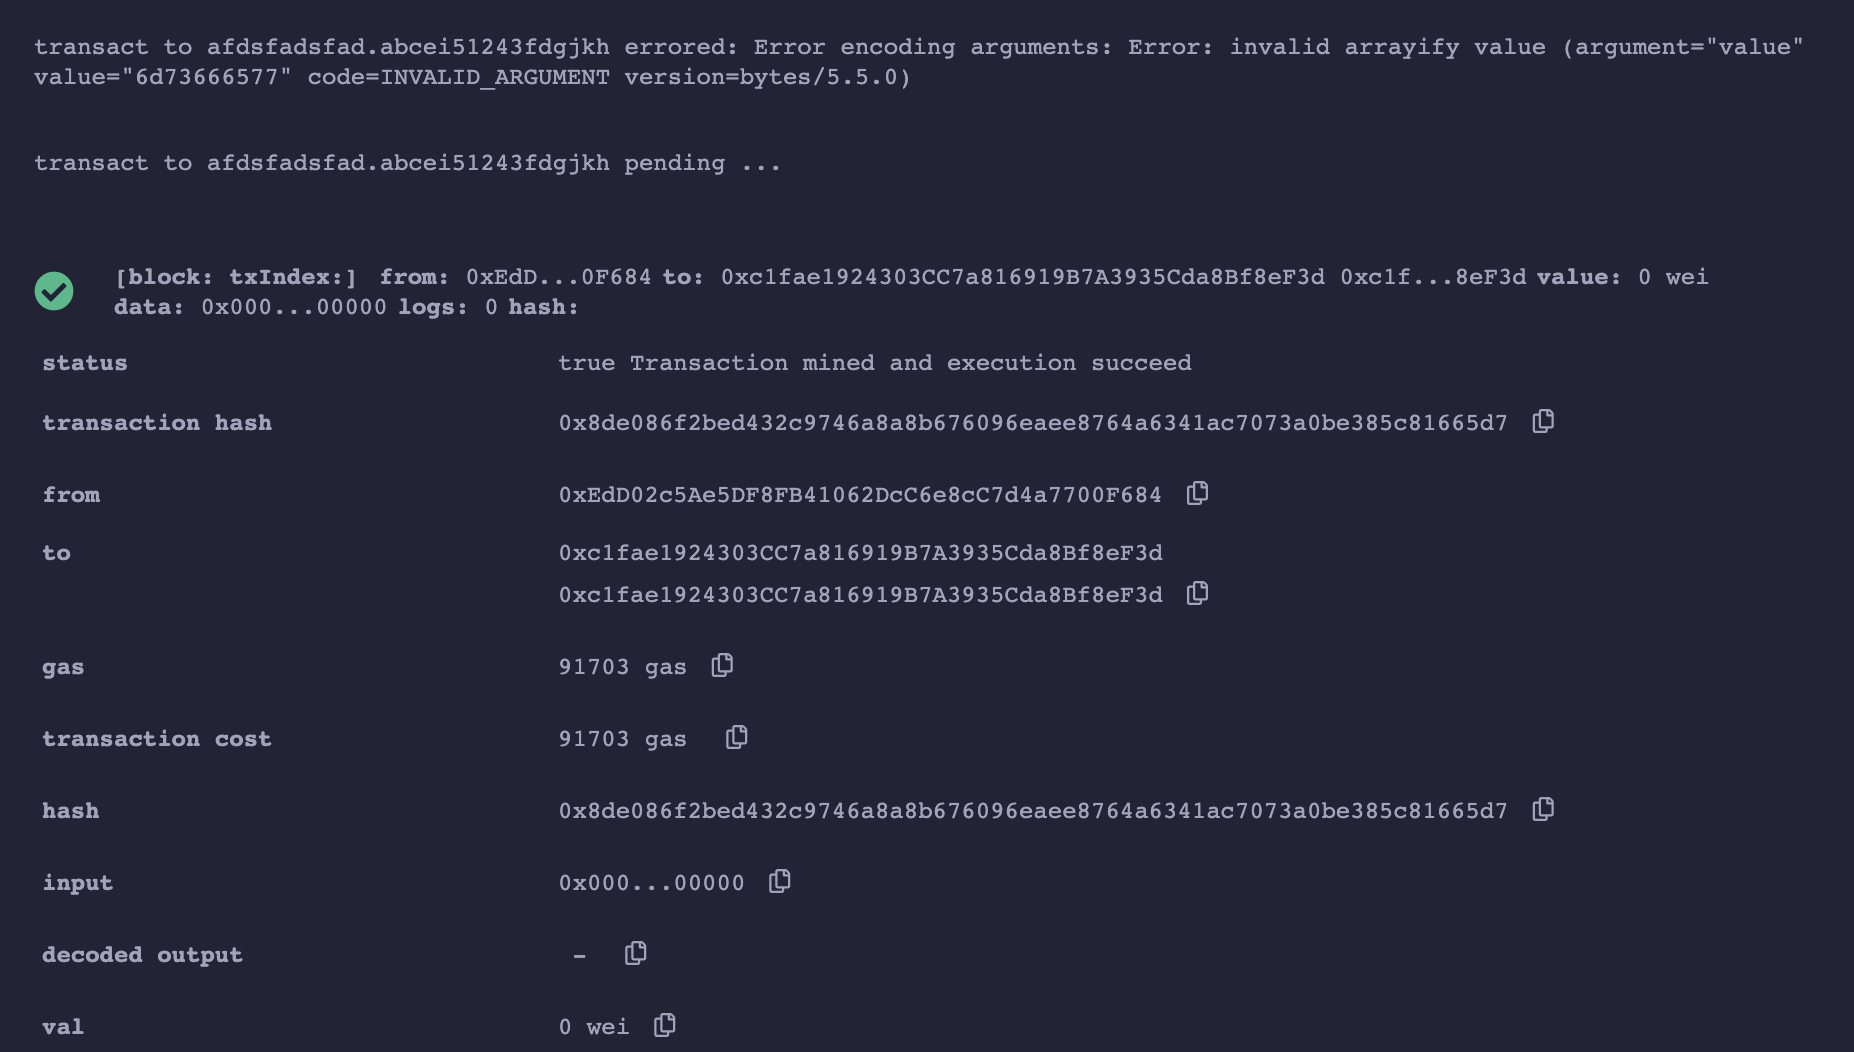 transact to afdsfadsfad.abcei51243fdgjkh errored: Error encoding arguments: Error: invalid arrayify value (argument="value"
value="6d73666577" code=INVALID_ARGUMENT version=bytes/5.5.0)
transact to afdsfadsfad.abcei51243fdgjkh pending ...
[block: txIndex:] from: 0xEdD...0F684 to: 0xc1fae1924303CC7a816919B7A3935Cda8Bf8eF3d 0xc1f...8eF3d value: 0 wei
data: 0x000...00000 logs: 0 hash:
status true Transaction mined and execution succeed
transaction hash 0x8de086f2bed432c9746a8a8b676096eaee8764a6341ac7073a0be385c81665d7
from 0xEdD02c5Ae5DF8FB41062DcC6e8cC7d4a7700F684
to 0xc1fae1924303CC7a816919B7A3935Cda8Bf8eF3d
0xc1fae1924303CC7a816919B7A3935Cda8Bf8eF3d
gas 91703 gas
transaction cost 91703 gas
hash 0x8de086f2bed432c9746a8a8b676096eaee8764a6341ac7073a0be385c81665d7
input 0x000...00000
decoded output -
val 0 wei